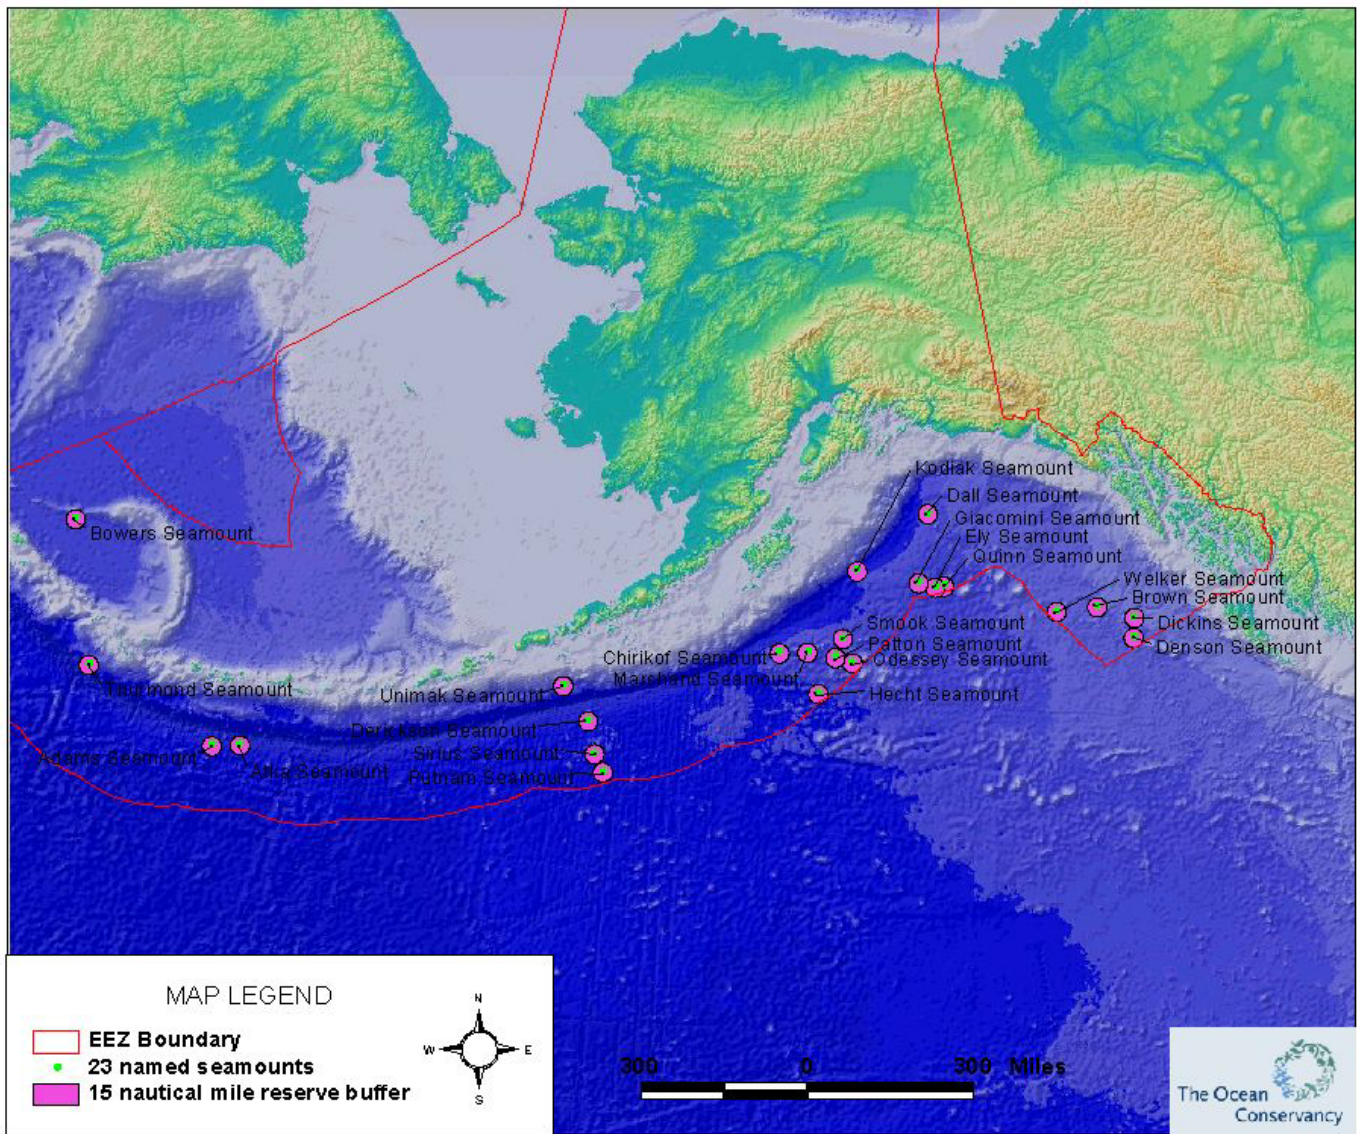 Kodiak Seamount
Dall Seamount
Giacomini Seamount
Ely Seamount
Quinn Seamount
Bowers Seamount
Welker Seamount
Brown Seamount
Dickins Seamount
Denson Seamount
Smook Seamount
Patton Seamount
Chirikof Seamount
Odessey Seamount
Marchand Seamount
Seamount
Unimak Seamount
Hecht Seamount
Derickson Seamount
Adams Seamount
Sirius Seamount
Atka Seamount
Putnam Seamount
MAP LEGEND
EEZ Boundary
23 named seamounts
15 nautical mile reserve buffer
N
W E
S
300 0 300 Miles
The Ocean
Conservancy